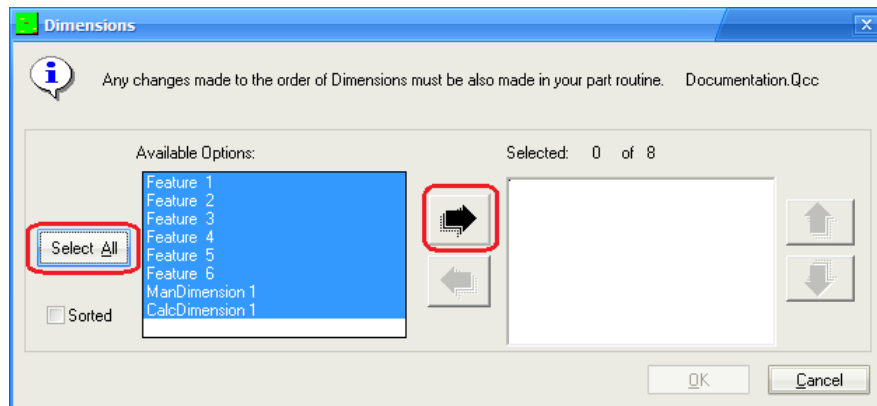 Dimensions
Any changes made to the order of Dimensions must be also made in your part routine. Documentation.Qcc
Available Options:
Selected: 0 of 8
Feature 1
Feature 2
Feature 3
Feature 4
Feature 5
Feature 6
ManDimension 1
CalcDimension 1
Select All
Sorted
OK
Cancel